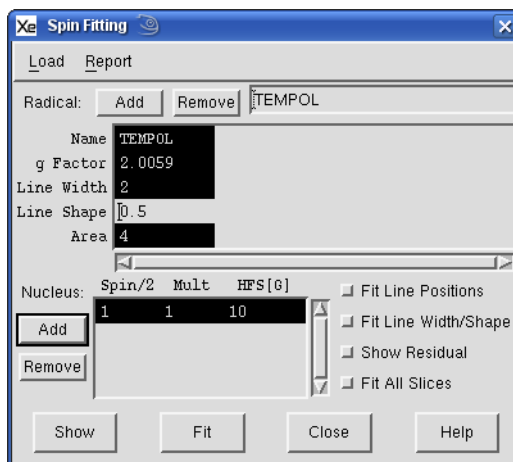 Xe Spin Fitting
Load Report
Radical: Add Remove TEMPOL
Name TEMPOL
g Factor 2.0059
Line Width 2
Line Shape 0.5
Area 4
Nucleus: Spin/2 Mult HFS[G]
1 1 10
Add
Remove
Fit Line Positions
Fit Line Width/Shape
Show Residual
Fit All Slices
Show Fit Close Help